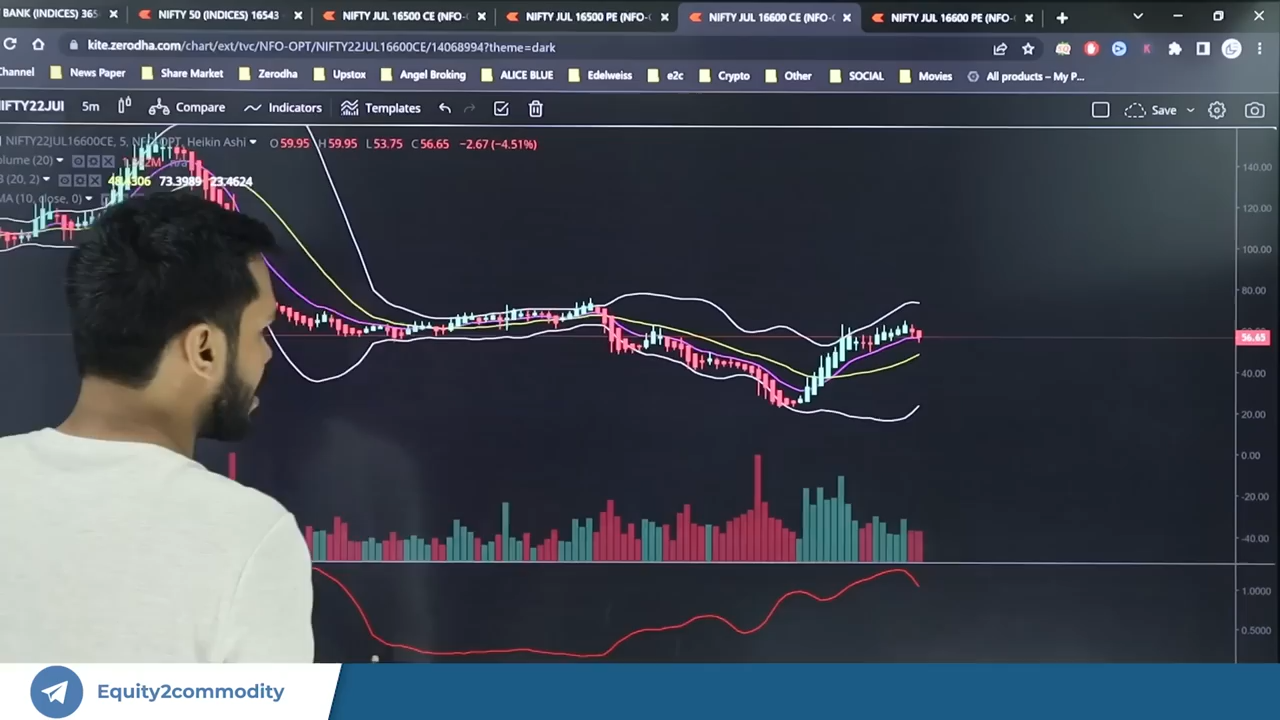 BANK (INDICES) 365
NIFTY 50 (INDICES) 16543
NIFTY JUL 16500 CE (NFO-
NIFTY JUL 16500 PE (NFO-
NIFTY JUL 16600 CE (NFO-
NIFTY JUL 16600 PE (NFO-
kite.zerodha.com/chart/ext/tvc/NFO-OPT/NIFTY22JUL16600CE/14068994?theme=dark
Channel News Paper Share Market Zerodha Upstox Angel Broking ALICE BLUE Edelweiss e2c Crypto Other SOCIAL Movies All products – My P...
IFTY22JUl 5m Compare Indicators Templates Save
NIFTY22JUL16600CE, 5, NFO-OPT, Heikin Ashi O59.95 H59.95 L53.75 C56.65 −2.67 (−4.51%)
olume (20)
(20, 2) 73.3989 23.4624
MA (10, close, 0)
140.00
120.00
100.00
80.00
56.65
40.00
20.00
0.00
-20.00
-40.00
1.0000
0.5000
Equity2commodity